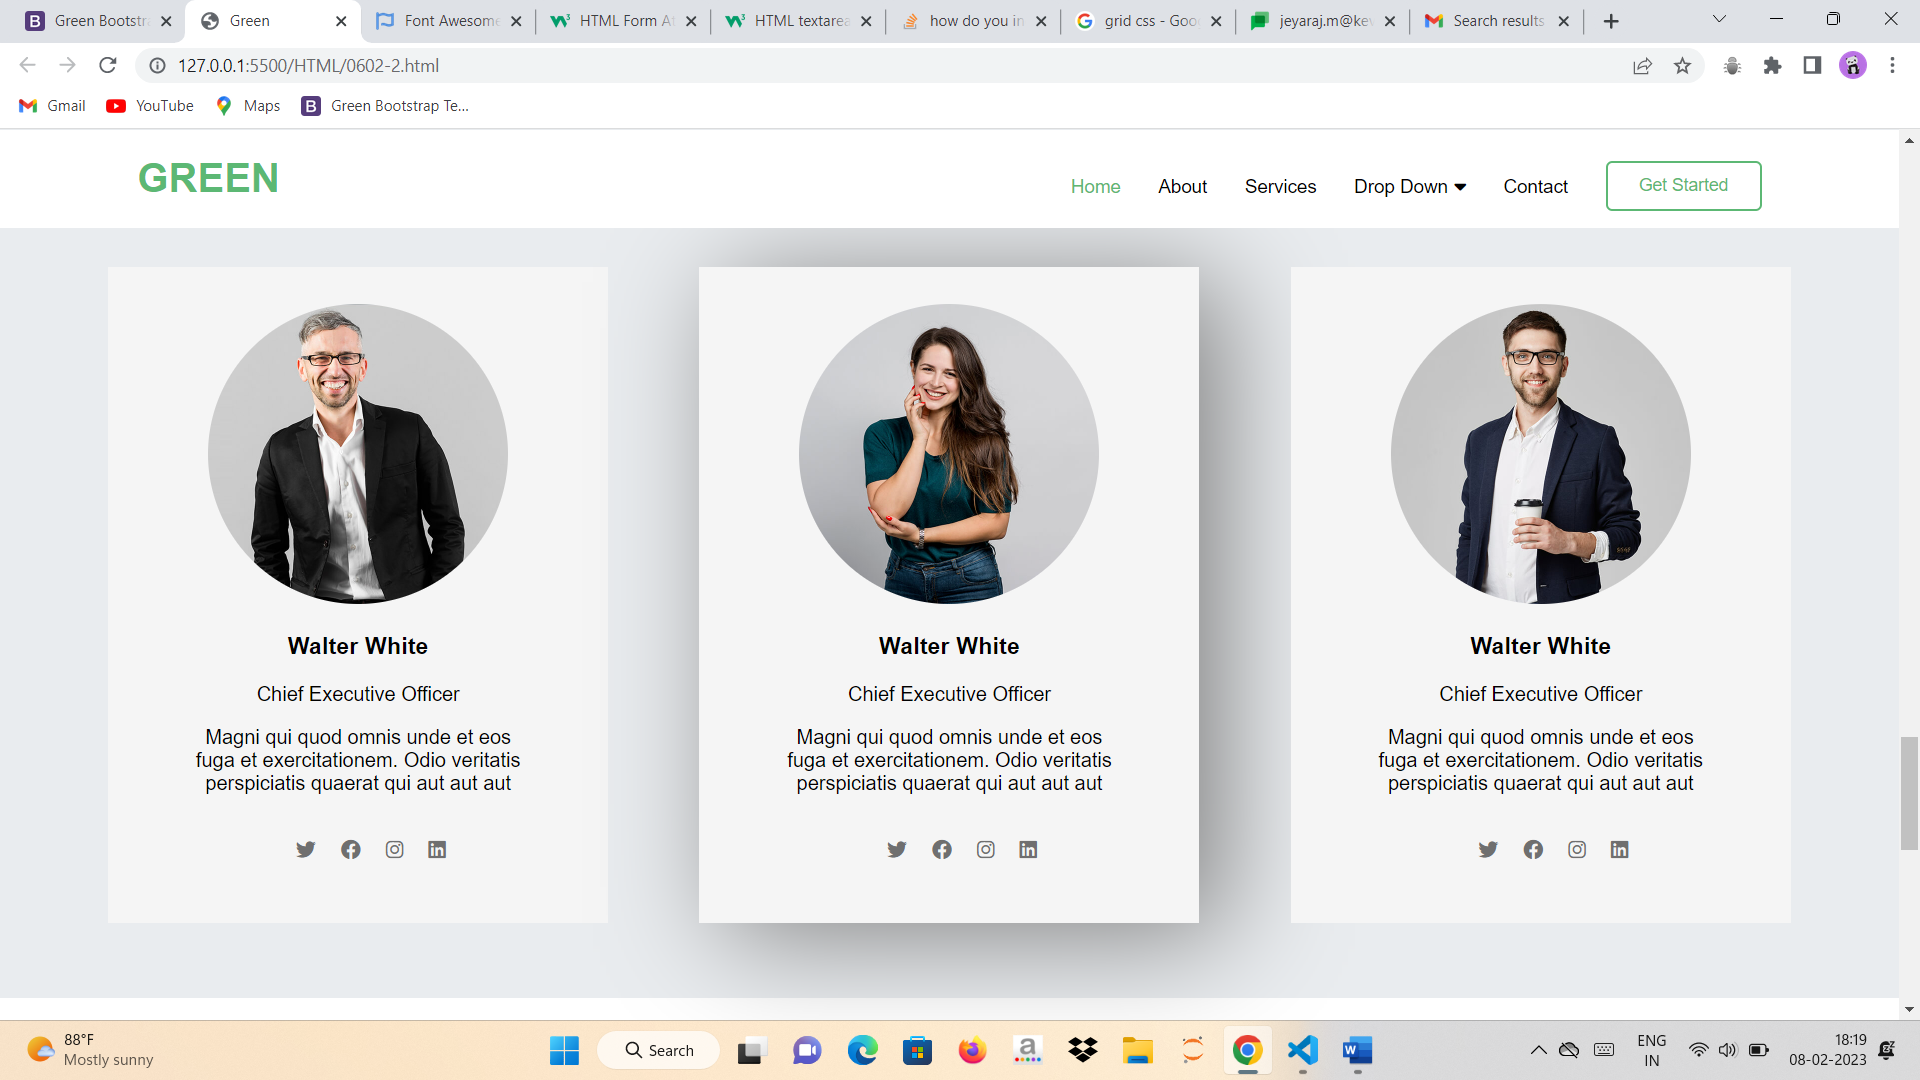 Green Bootstra
Green
Font Awesome
HTML Form At
HTML textarea
how do you in
grid css - Goo
jeyaraj.m@kev
Search results
127.0.0.1:5500/HTML/0602-2.html
Gmail
YouTube
Maps
Green Bootstrap Te...
GREEN
Home
About
Services
Drop Down
Contact
Get Started
Walter White
Chief Executive Officer
Magni qui quod omnis unde et eos
fuga et exercitationem. Odio veritatis
perspiciatis quaerat qui aut aut aut
Walter White
Chief Executive Officer
Magni qui quod omnis unde et eos
fuga et exercitationem. Odio veritatis
perspiciatis quaerat qui aut aut aut
Walter White
Chief Executive Officer
Magni qui quod omnis unde et eos
fuga et exercitationem. Odio veritatis
perspiciatis quaerat qui aut aut aut
88°F
Mostly sunny
Search
ENG
IN
18:19
08-02-2023